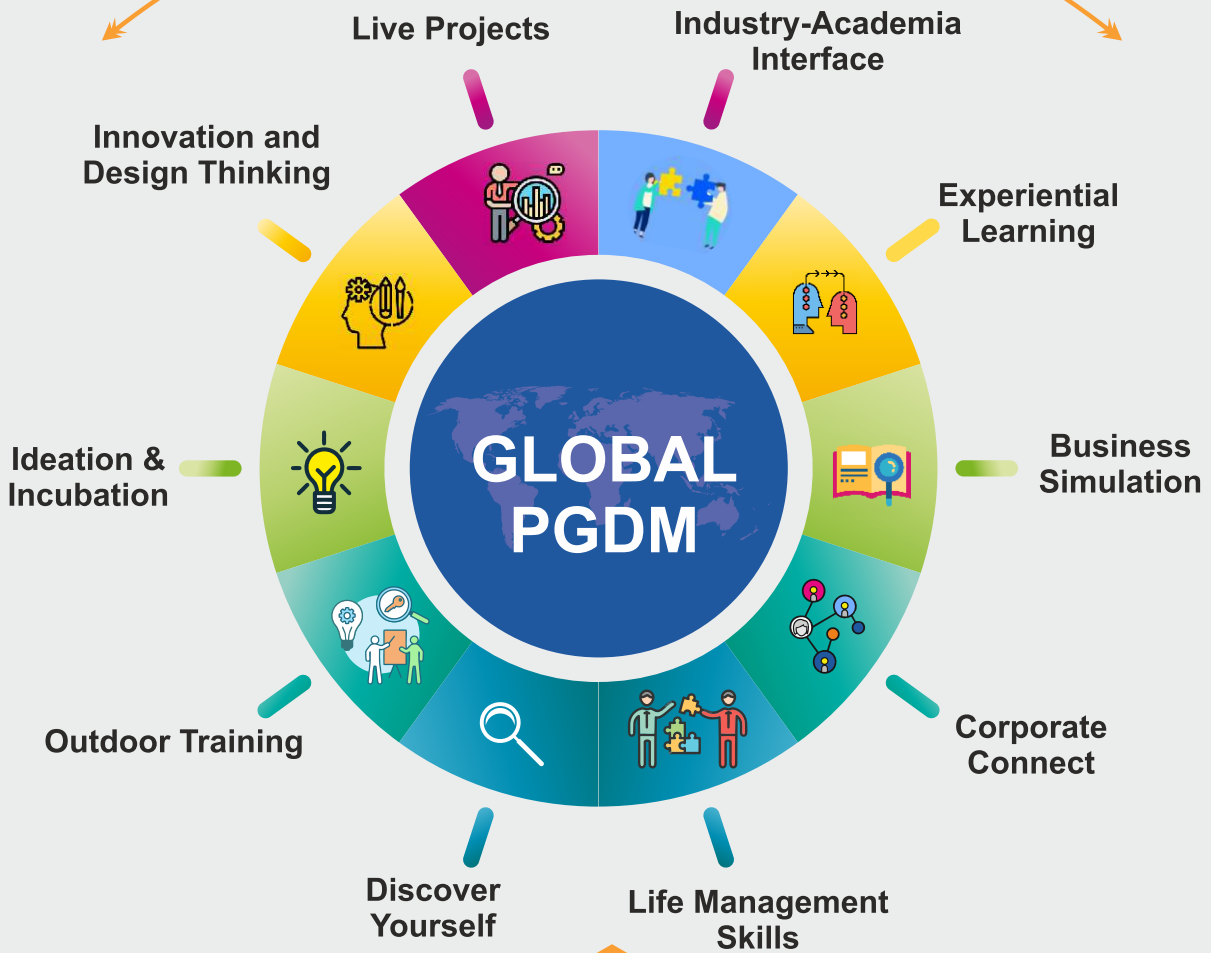 Live Projects
Industry-Academia
Interface
Innovation and
Design Thinking
Experiential
Learning
Ideation &
Incubation
GLOBAL
PGDM
Business
Simulation
Outdoor Training
Corporate
Connect
Discover
Yourself
Life Management
Skills